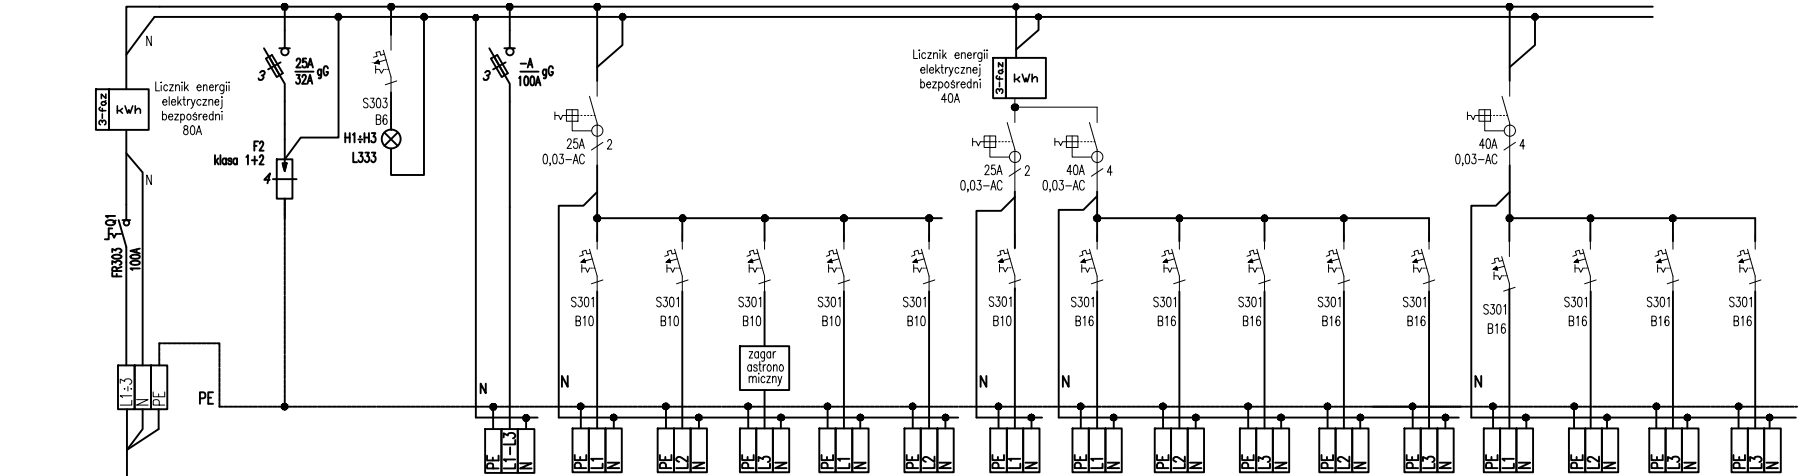 N
Licznik energii
elektrycznej
bezpośredni
80A
3-faz
kWh
N
Q1
FR303
100A
L1÷3
N
PE
PE
3
25A
32A
gG
F2
klasa 1+2
4
S303
B6
H1÷H3
L333
3
-A
100A
gG
N
PE
L1-L3
N
25A
2
0,03-AC
N
S301
B10
S301
B10
S301
B10
S301
B10
S301
B10
zagar
astrono
miczny
PE
L1
N
PE
L2
N
PE
L3
N
PE
L1
N
PE
L2
N
Licznik energii
elektrycznej
bezpośredni
40A
3-faz
kWh
25A
2
0,03-AC
40A
4
0,03-AC
N
S301
B10
N
S301
B16
S301
B16
S301
B16
S301
B16
S301
B16
PE
L1
N
PE
L1
N
PE
L2
N
PE
L3
N
PE
L2
N
PE
L3
N
40A
4
0,03-AC
N
S301
B16
S301
B16
S301
B16
S301
B16
PE
L1
N
PE
L2
N
PE
L3
N
PE
L3
N